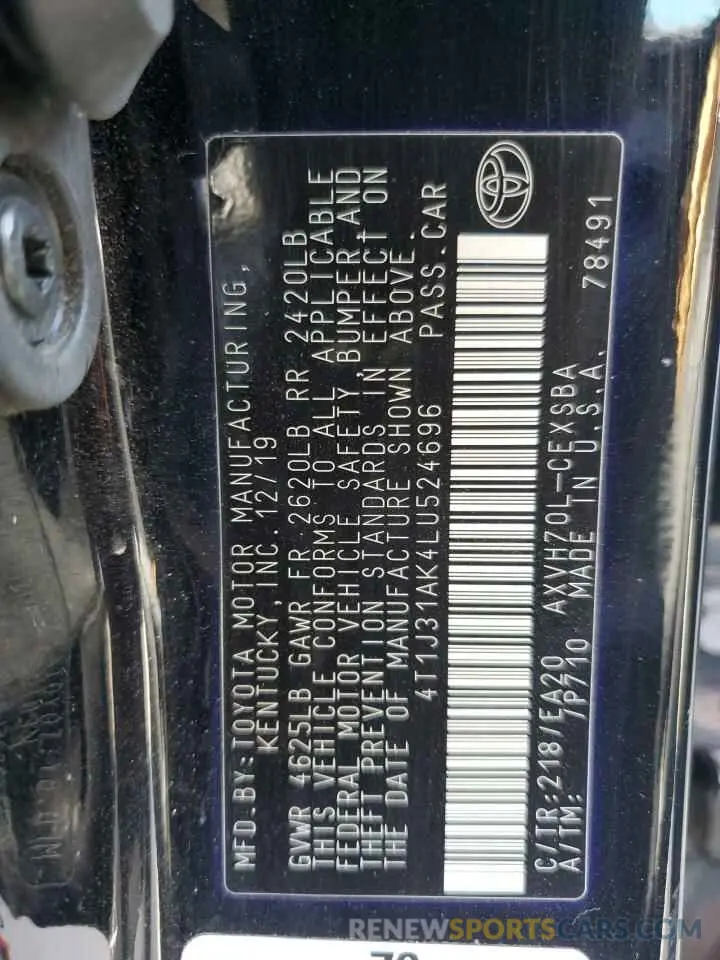 MFD.BY:TOYOTA MOTOR MANUFACTURING,
KENTUCKY, INC. 12/19
GVWR 4625LB GAWR FR 2620LB RR 2420LB
THIS VEHICLE CONFORMS TO ALL APPLICABLE
FEDERAL MOTOR VEHICLE SAFETY, BUMPER AND
THEFT PREVENTION STANDARDS IN EFFECT ON
THE DATE OF MANUFACTURE SHOWN ABOVE.
4T1J31AK4LU524696 PASS.CAR
C/TR:218/EA20 AXVH70L-CEXSBA
A/TM: /P710 MADE IN U.S.A. 78491
RENEWSPORTSCARS.COM